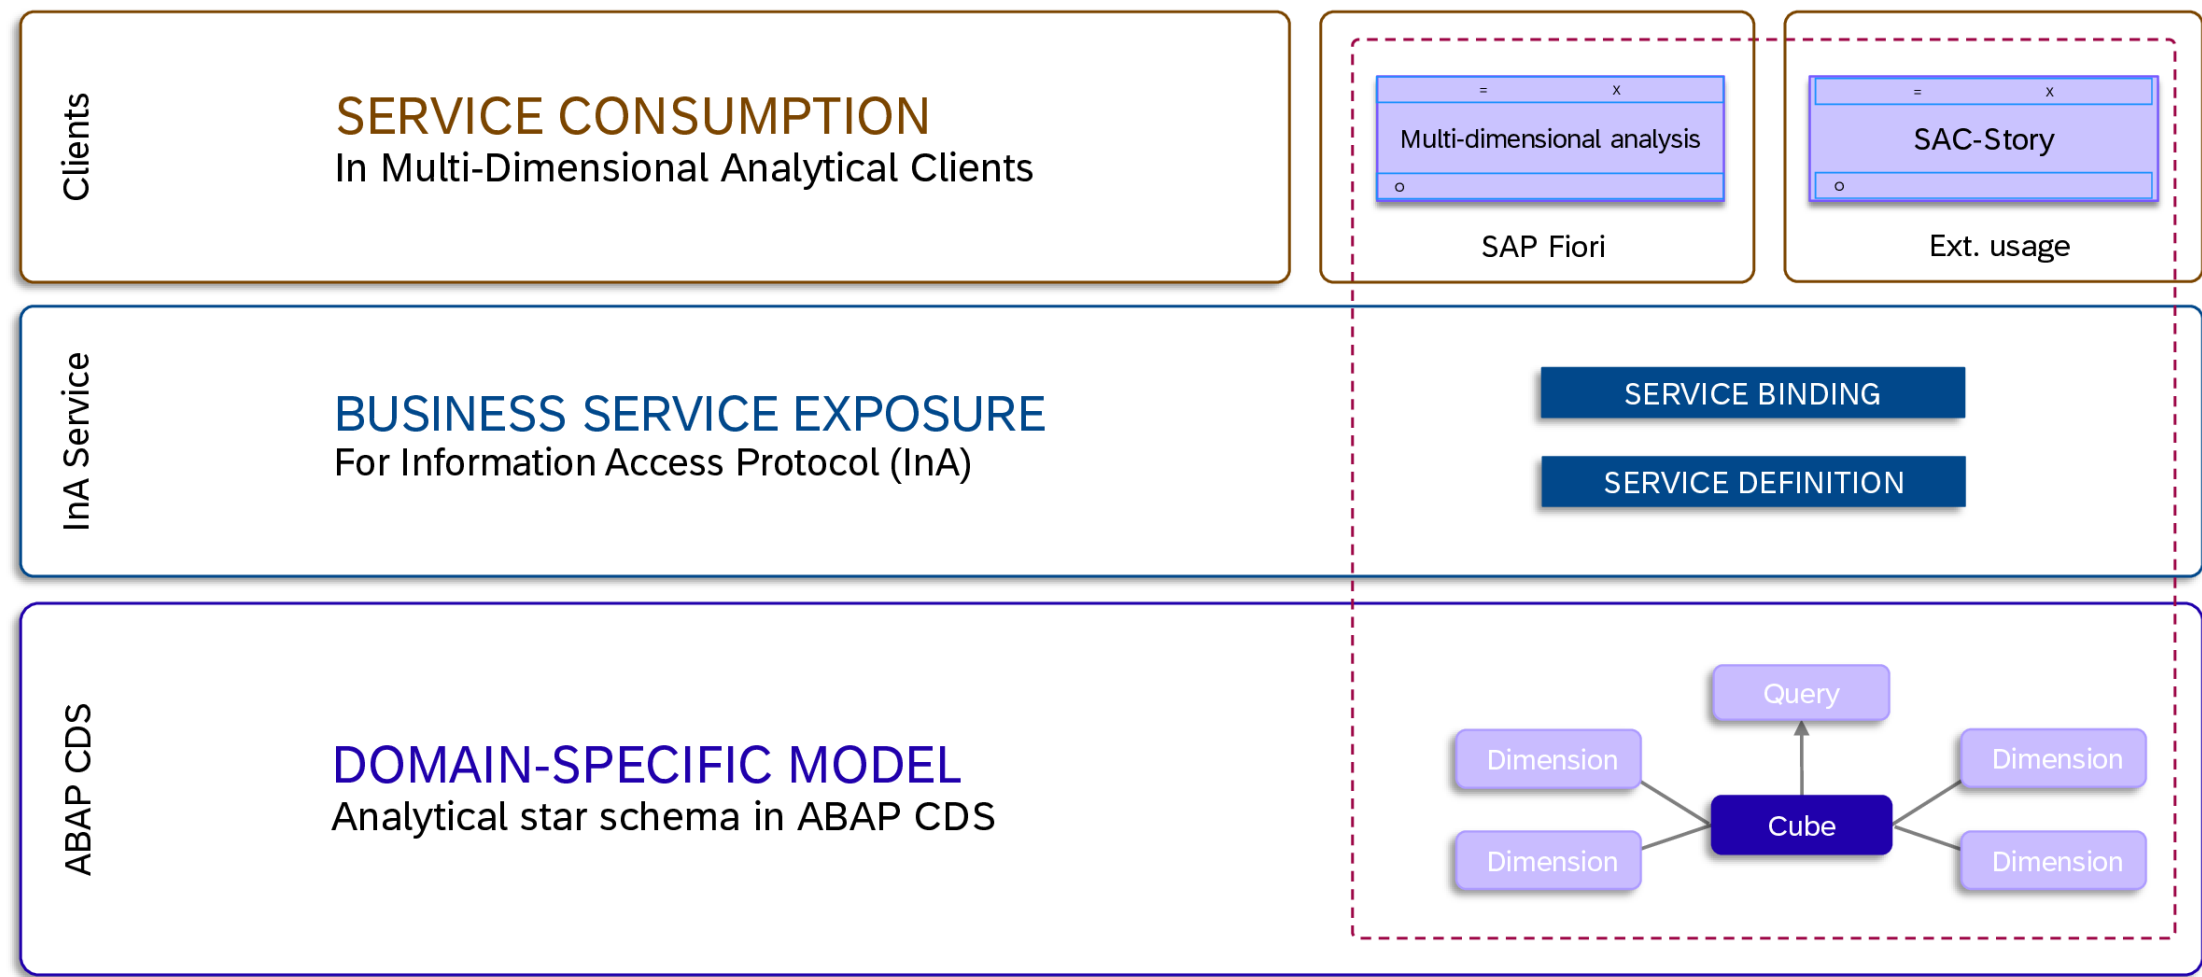 Clients
SERVICE CONSUMPTION
In Multi-Dimensional Analytical Clients
= x
Multi-dimensional analysis
o
SAP Fiori
= x
SAC-Story
o
Ext. usage
InA Service
BUSINESS SERVICE EXPOSURE
For Information Access Protocol (InA)
SERVICE BINDING
SERVICE DEFINITION
ABAP CDS
DOMAIN-SPECIFIC MODEL
Analytical star schema in ABAP CDS
Query
Dimension
Dimension
Cube
Dimension
Dimension